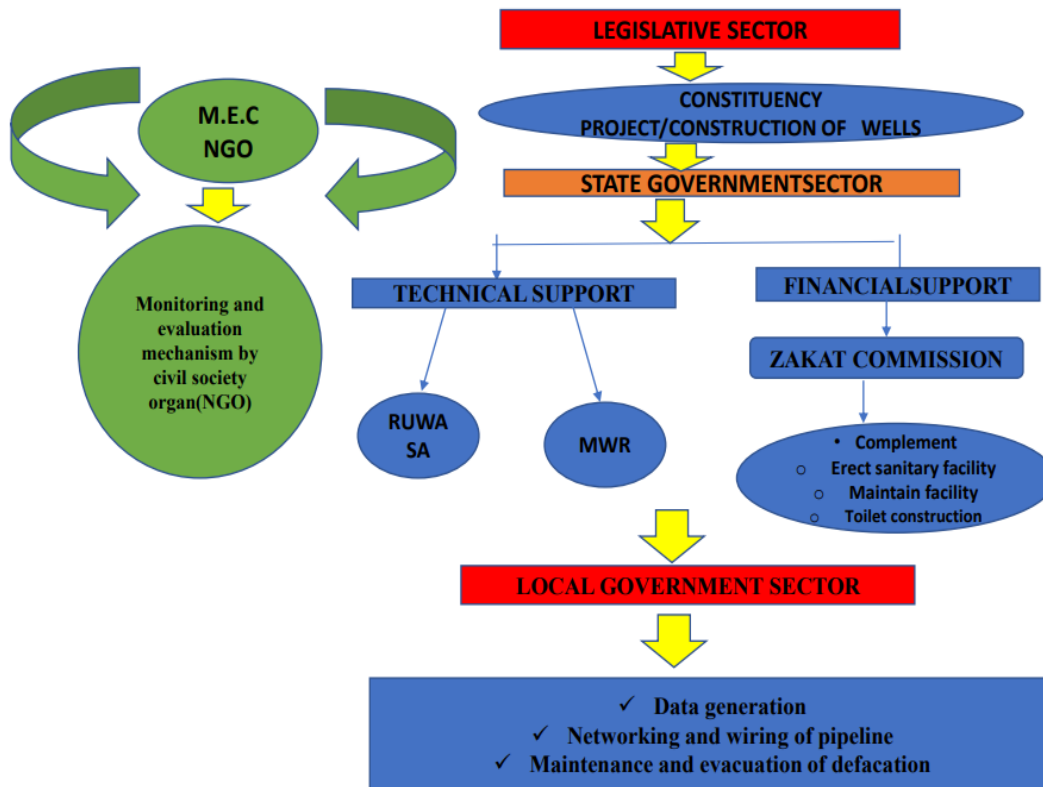 LEGISLATIVE SECTOR
M.E.C
NGO
CONSTITUENCY
PROJECT/CONSTRUCTION OF WELLS
STATE GOVERNMENTSECTOR
Monitoring and
evaluation
mechanism by
civil society
organ(NGO)
TECHNICAL SUPPORT
FINANCIALSUPPORT
ZAKAT COMMISSION
RUWA
SA
MWR
• Complement
o Erect sanitary facility
o Maintain facility
o Toilet construction
LOCAL GOVERNMENT SECTOR
✓ Data generation
✓ Networking and wiring of pipeline
✓ Maintenance and evacuation of defacation